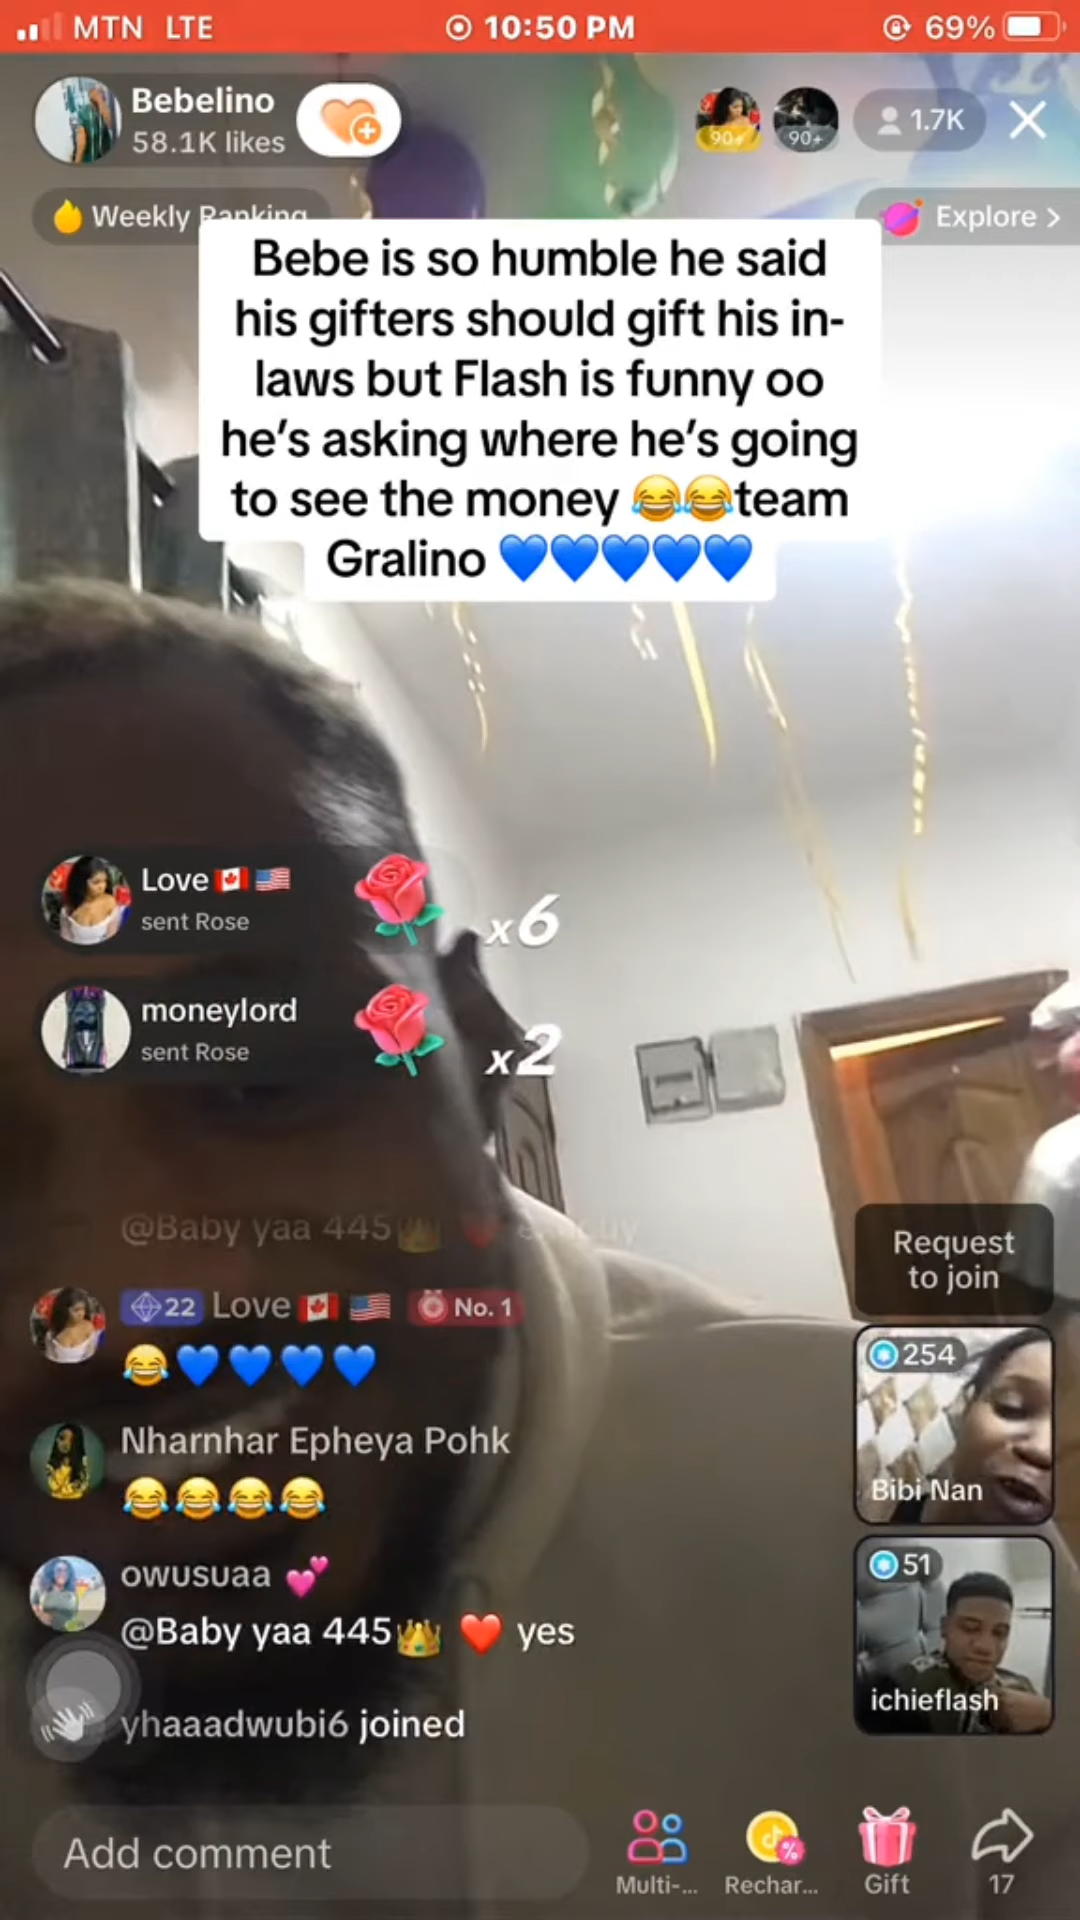 MTN LTE 10:50 PM 69%
Bebelino
58.1K likes
90+ 90+ 1.7K
Weekly Ranking
Explore >
Bebe is so humble he said
his gifters should gift his in-
laws but Flash is funny oo
he’s asking where he’s going
to see the money 😂😂team
Gralino 💙💙💙💙💙
Love🇨🇦🇺🇸
sent Rose
x6
moneylord
sent Rose
x2
@Baby yaa 445👑 ❤️
22 Love🇨🇦🇺🇸 No. 1
😂💙💙💙💙
Nharnhar Epheya Pohk
😂😂😂😂
owusuaa 💕
@Baby yaa 445👑 ❤️ yes
yhaaadwubi6 joined
Request
to join
254
Bibi Nan
51
ichieflash
Add comment
Multi-...
Rechar...
Gift
17